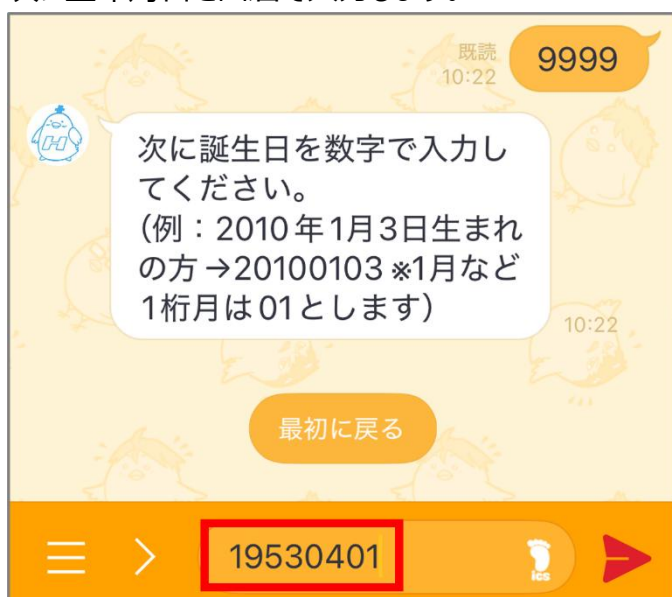 既読
10:22
9999
次に誕生日を数字で入力し
てください。
(例：2010年1月3日生まれ
の方→20100103 ※1月など
1桁月は01とします)
10:22
最初に戻る
19530401
ics